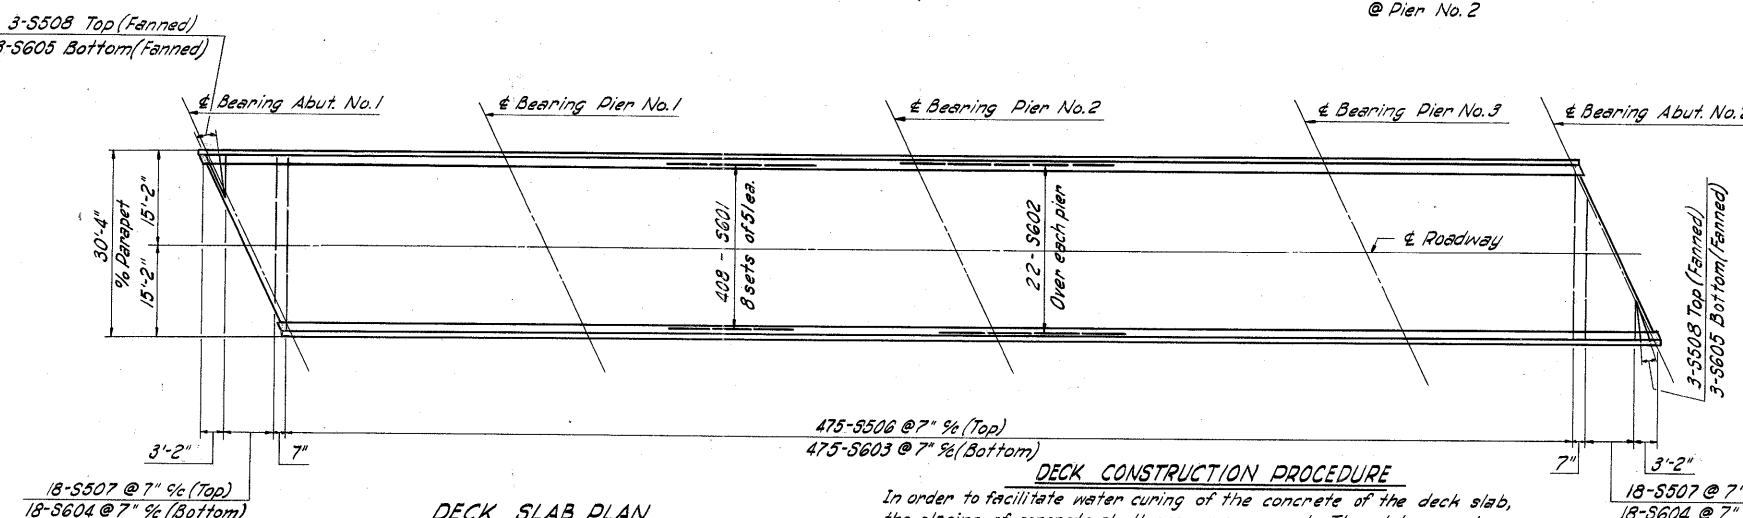 @ Pier No. 2
3-S508 Top (Fanned)
3-S605 Bottom (Fanned)
℄ Bearing Abut. No. 1
℄ Bearing Pier No. 1
℄ Bearing Pier No. 2
℄ Bearing Pier No. 3
℄ Bearing Abut. No. 2
30'-4"
o/o Parapet
15'-2"
15'-2"
408 - S601
8 sets of 51 ea.
22 - S602
Over each pier
℄ Roadway
3-S508 Top (Fanned)
3-S605 Bottom (Fanned)
475-S506 @ 7" c/c (Top)
475-S603 @ 7" c/c (Bottom)
3'-2"
7"
7"
3'-2"
18-S507 @ 7" c/c (Top)
18-S604 @ 7" c/c (Bottom)
18-S507 @ 7"
18-S604 @ 7"
DECK SLAB PLAN
DECK CONSTRUCTION PROCEDURE
In order to facilitate water curing of the concrete of the deck slab,